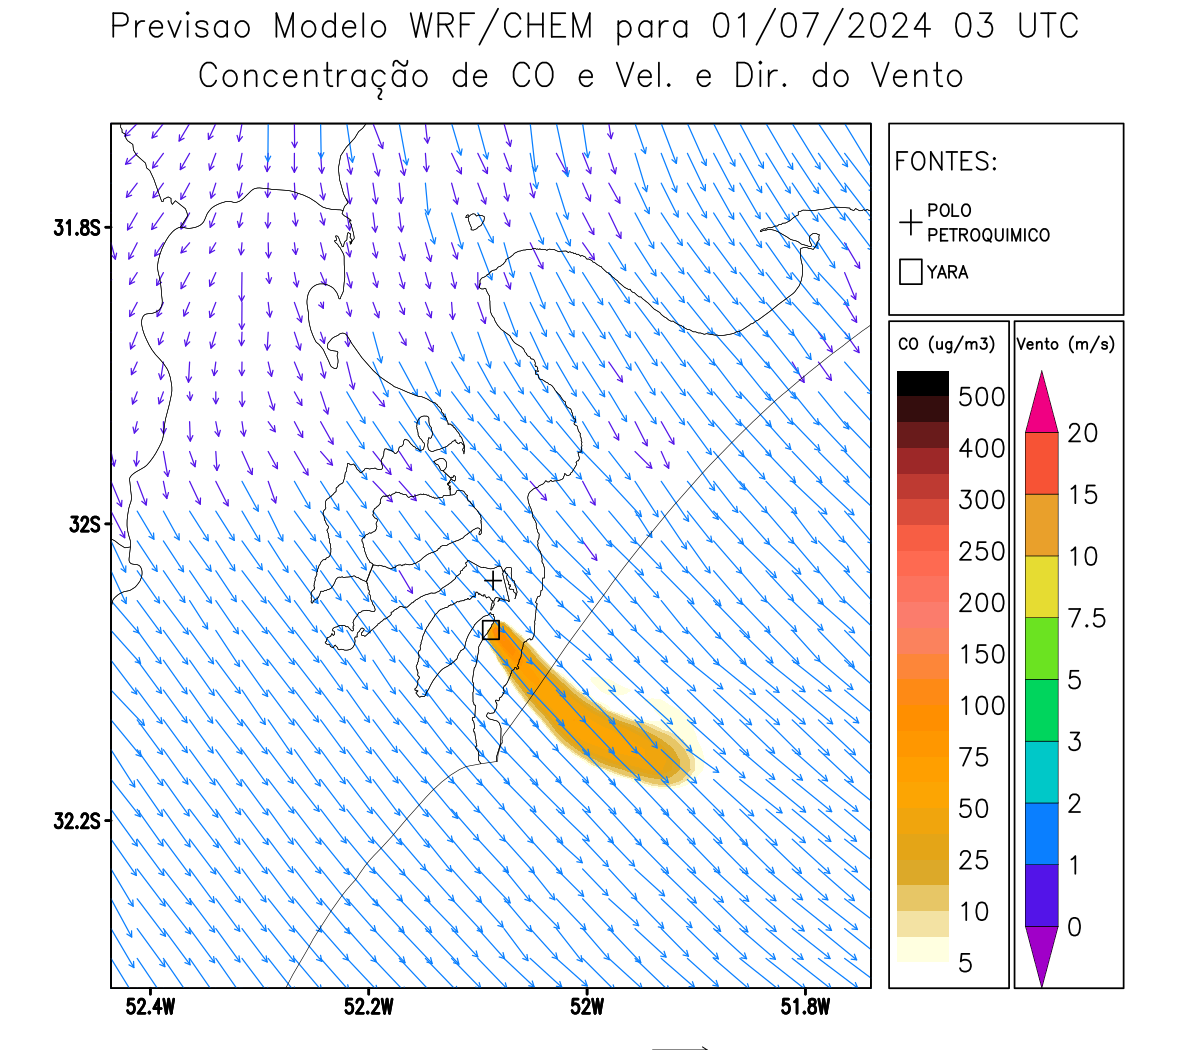 Previsao Modelo WRF/CHEM para 01/07/2024 03 UTC
Concentração de CO e Vel. e Dir. do Vento
FONTES:
POLO
PETROQUIMICO
YARA
31.8S
32S
32.2S
52.4W
52.2W
52W
51.8W
CO (ug/m3)
500
400
300
250
200
150
100
75
50
25
10
5
Vento (m/s)
20
15
10
7.5
5
3
2
1
0